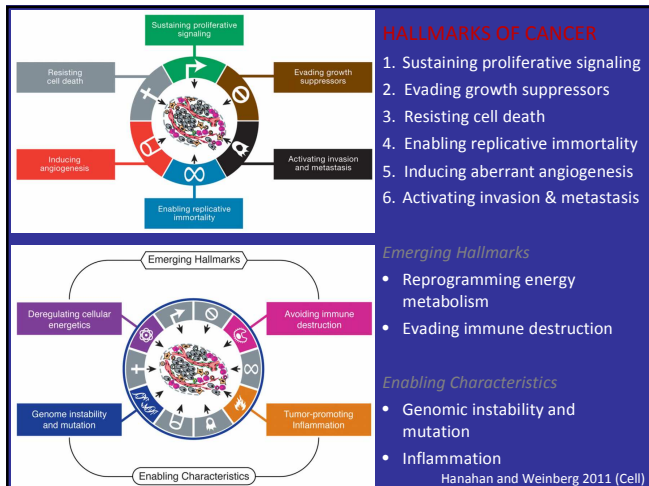 Sustaining proliferative
signaling
Resisting
cell death
Evading growth
suppressors
Inducing
angiogenesis
Activating invasion
and metastasis
Enabling replicative
immortality
Emerging Hallmarks
Deregulating cellular
energetics
Avoiding immune
destruction
Genome instability
and mutation
Tumor-promoting
Inflammation
Enabling Characteristics
HALLMARKS OF CANCER
1. Sustaining proliferative signaling
2. Evading growth suppressors
3. Resisting cell death
4. Enabling replicative immortality
5. Inducing aberrant angiogenesis
6. Activating invasion & metastasis
Emerging Hallmarks
• Reprogramming energy
metabolism
• Evading immune destruction
Enabling Characteristics
• Genomic instability and
mutation
• Inflammation
Hanahan and Weinberg 2011 (Cell)